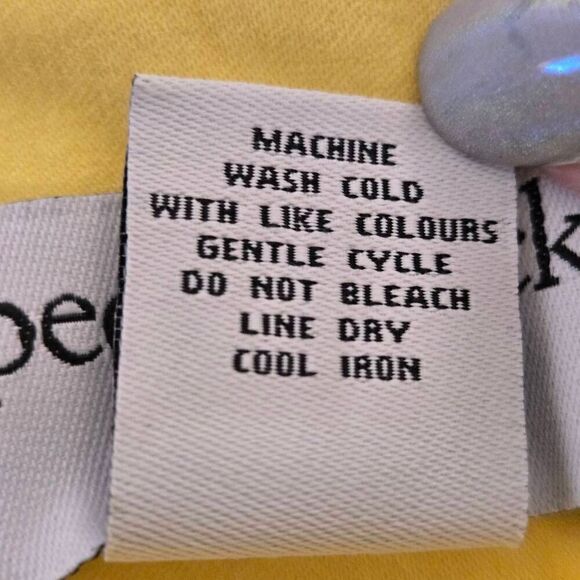 MACHINE
WASH COLD
WITH LIKE COLOURS
GENTLE CYCLE
DO NOT BLEACH
LINE DRY
COOL IRON